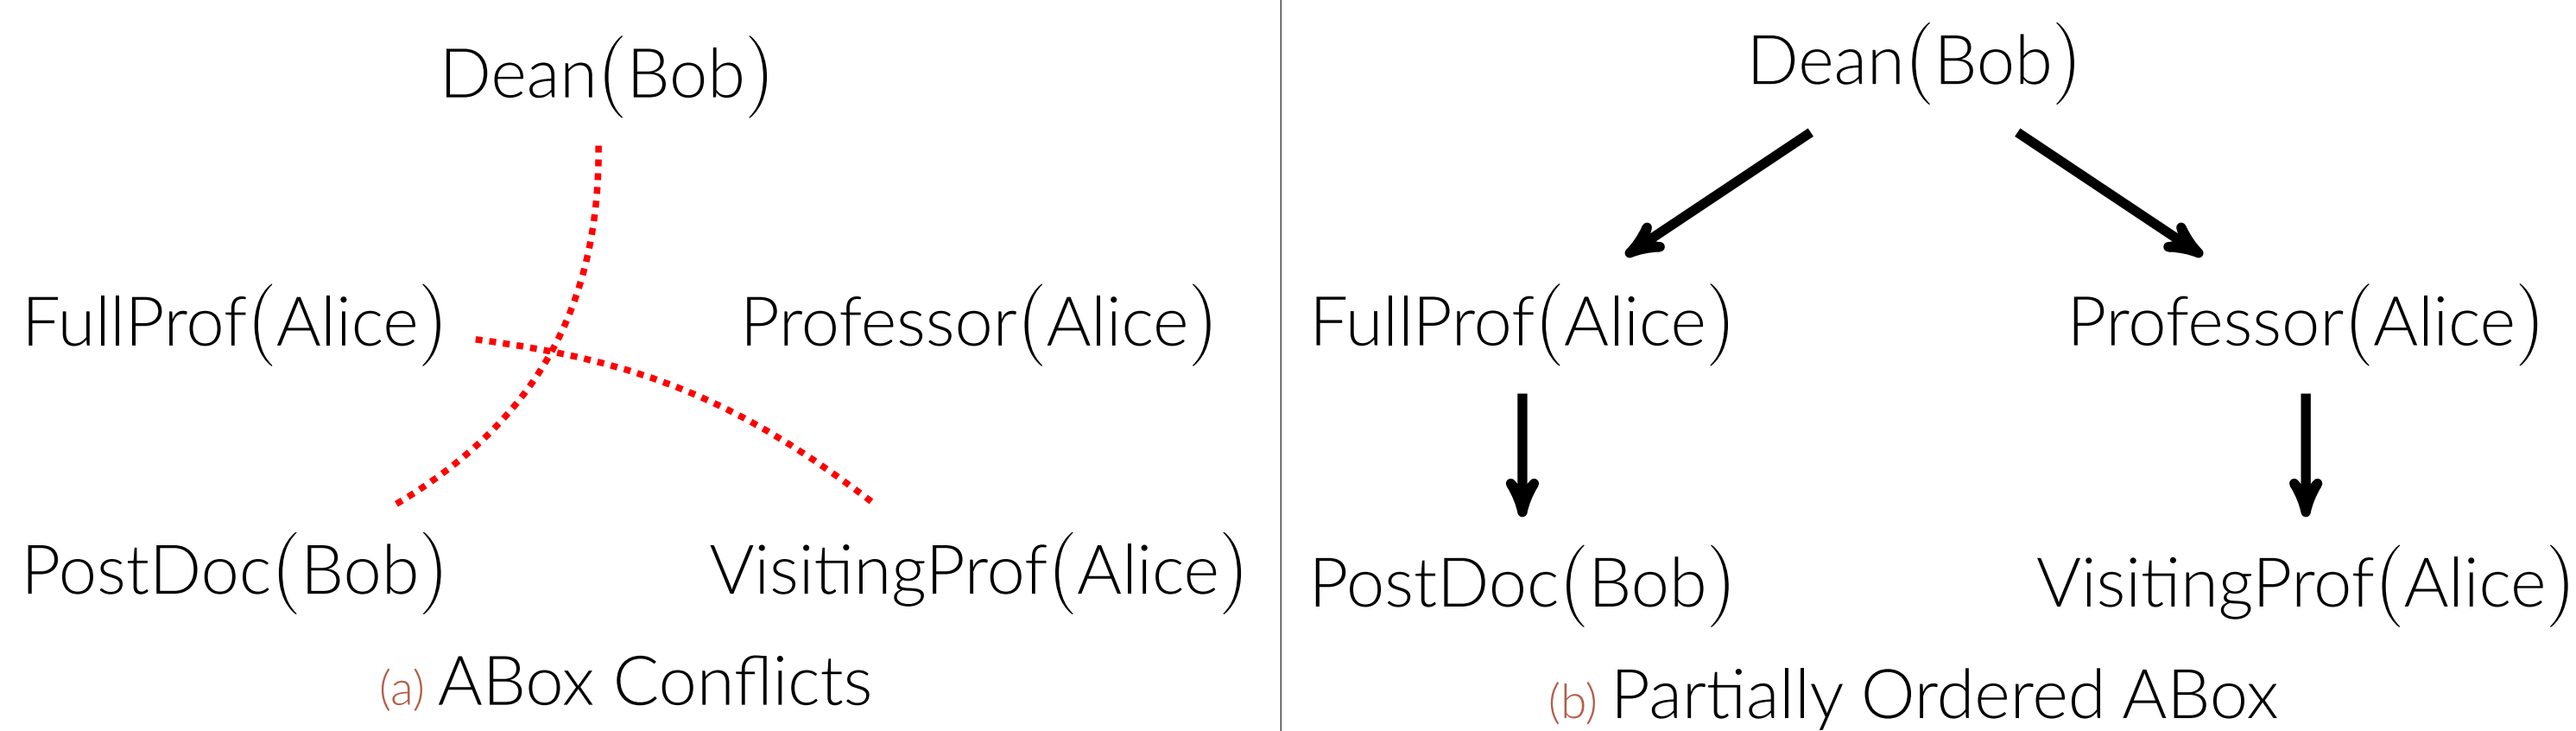 Dean(Bob)
FullProf(Alice)
Professor(Alice)
PostDoc(Bob)
VisitingProf(Alice)
(a) ABox Conflicts
Dean(Bob)
FullProf(Alice)
Professor(Alice)
PostDoc(Bob)
VisitingProf(Alice)
(b) Partially Ordered ABox